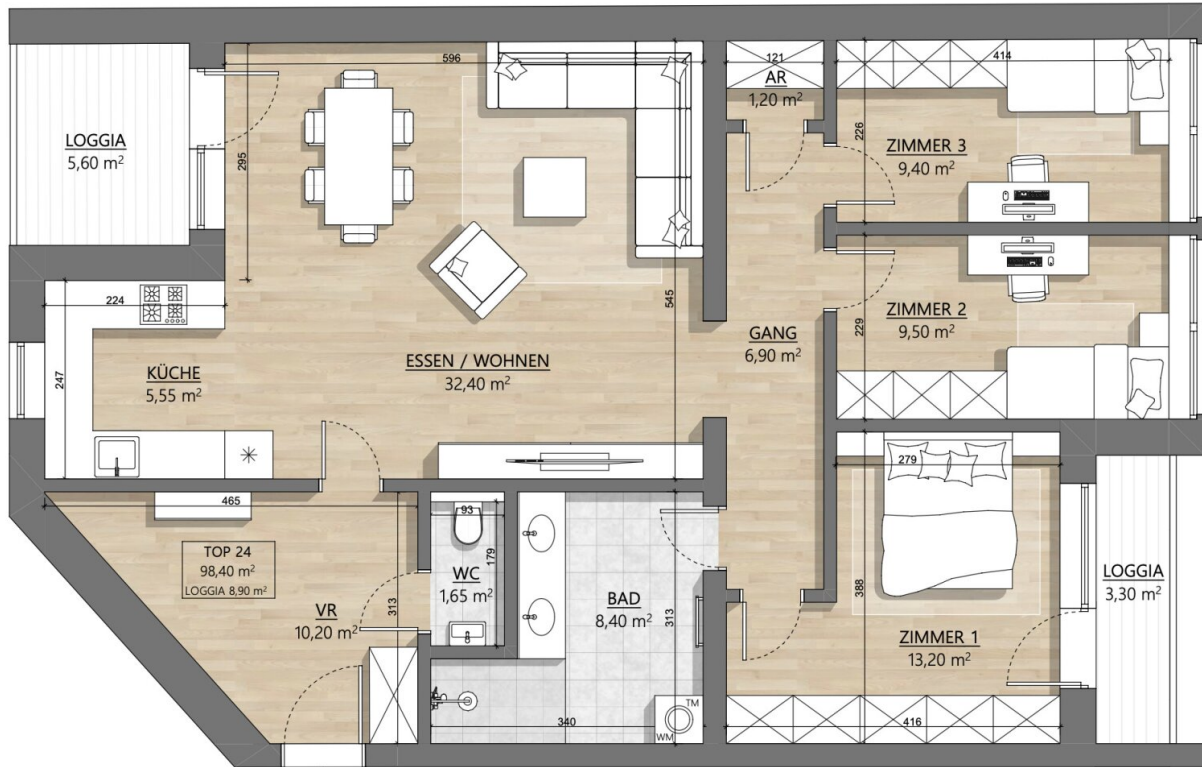 LOGGIA
5,60 m²
596
295
121
AR
1,20 m²
414
226
ZIMMER 3
9,40 m²
224
247
KÜCHE
5,55 m²
ESSEN / WOHNEN
32,40 m²
545
GANG
6,90 m²
ZIMMER 2
9,50 m²
229
465
TOP 24
98,40 m²
LOGGIA 8,90 m²
VR
10,20 m²
313
93
179
WC
1,65 m²
BAD
8,40 m²
313
340
TM
WM
279
388
ZIMMER 1
13,20 m²
416
LOGGIA
3,30 m²